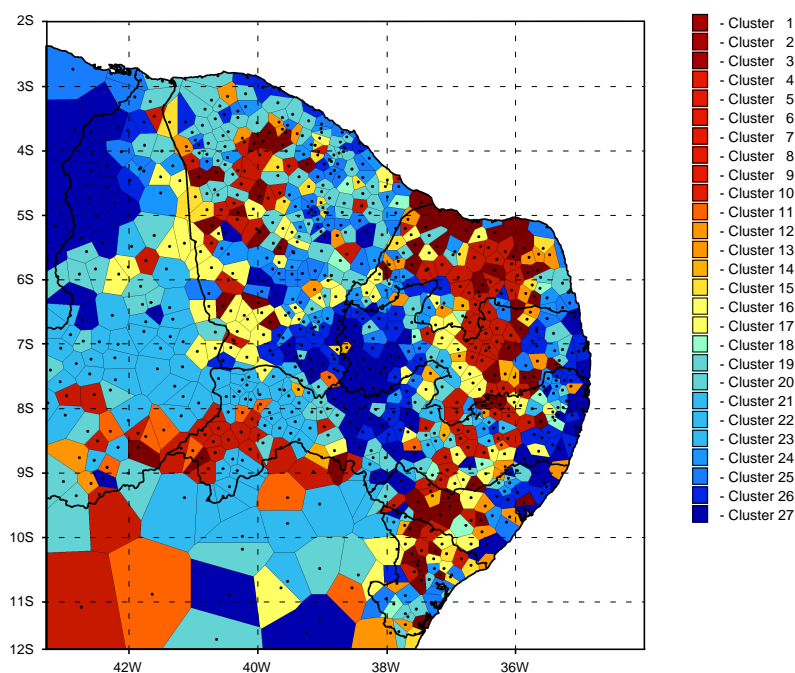 2S
3S
4S
5S
6S
7S
8S
9S
10S
11S
12S
42W
40W
38W
36W
- Cluster 1
- Cluster 2
- Cluster 3
- Cluster 4
- Cluster 5
- Cluster 6
- Cluster 7
- Cluster 8
- Cluster 9
- Cluster 10
- Cluster 11
- Cluster 12
- Cluster 13
- Cluster 14
- Cluster 15
- Cluster 16
- Cluster 17
- Cluster 18
- Cluster 19
- Cluster 20
- Cluster 21
- Cluster 22
- Cluster 23
- Cluster 24
- Cluster 25
- Cluster 26
- Cluster 27